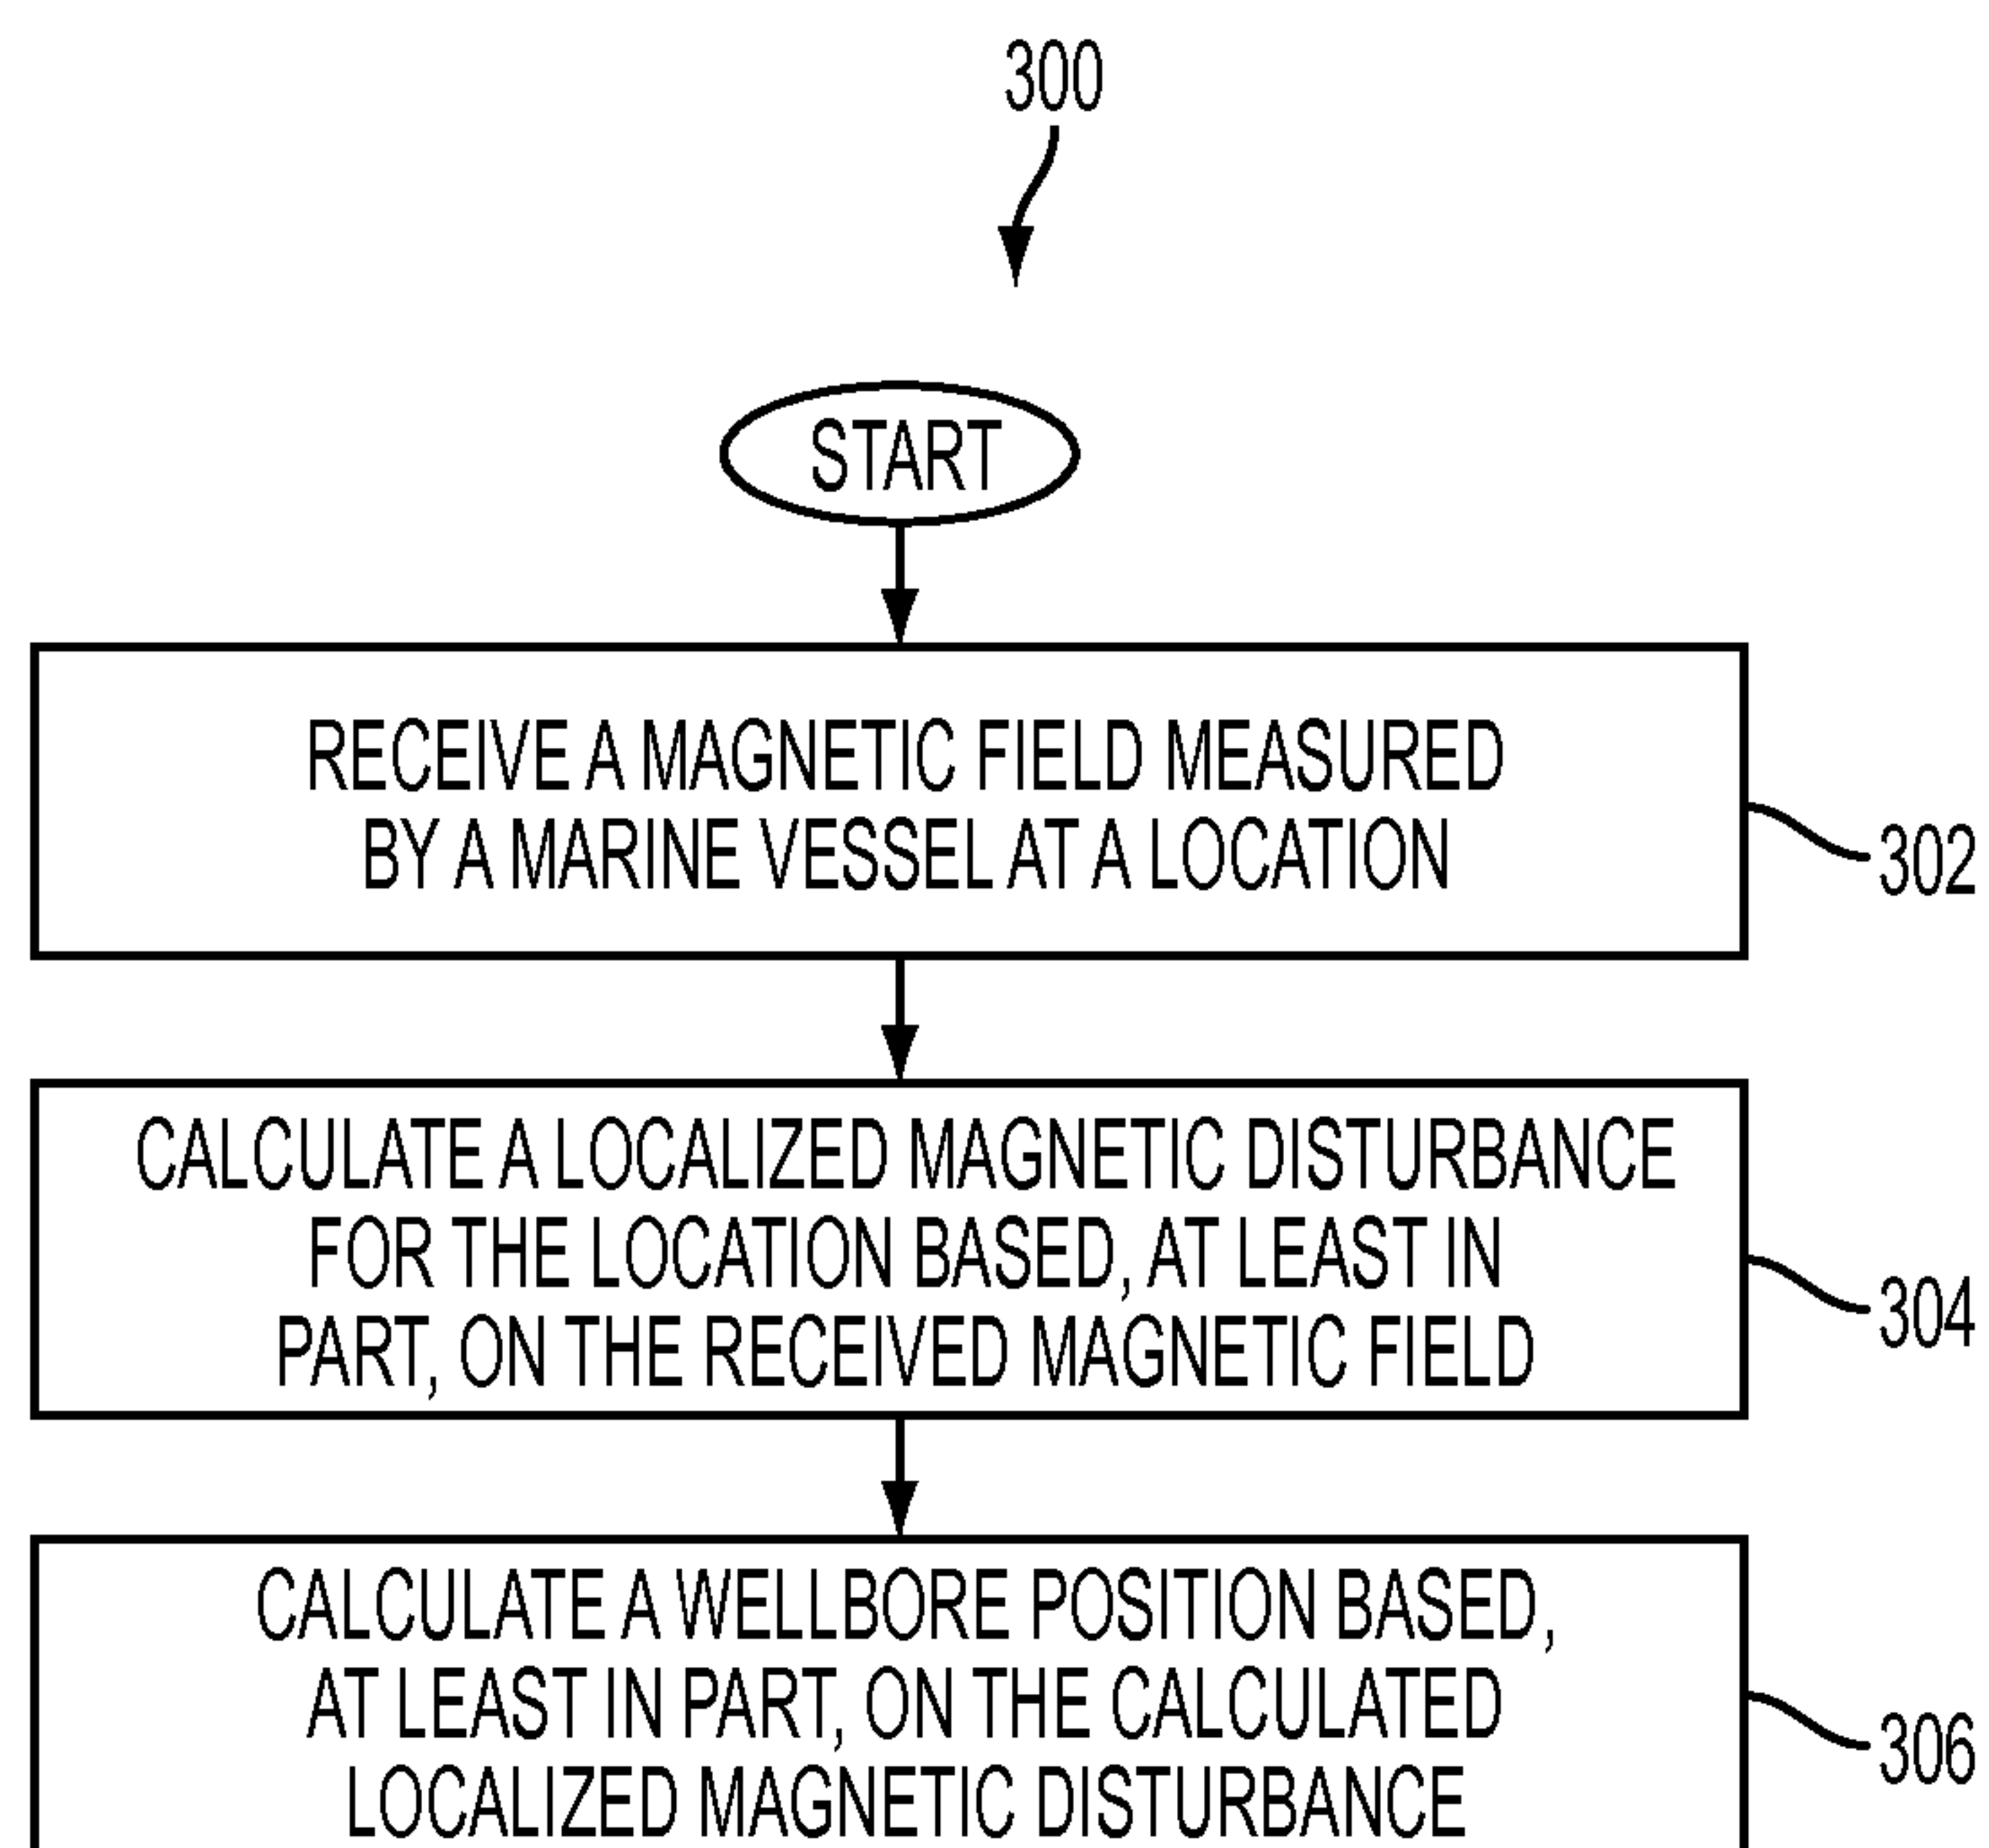 300
START
RECEIVE A MAGNETIC FIELD MEASURED
BY A MARINE VESSEL AT A LOCATION
302
CALCULATE A LOCALIZED MAGNETIC DISTURBANCE
FOR THE LOCATION BASED, AT LEAST IN
PART, ON THE RECEIVED MAGNETIC FIELD
304
CALCULATE A WELLBORE POSITION BASED,
AT LEAST IN PART, ON THE CALCULATED
LOCALIZED MAGNETIC DISTURBANCE
306